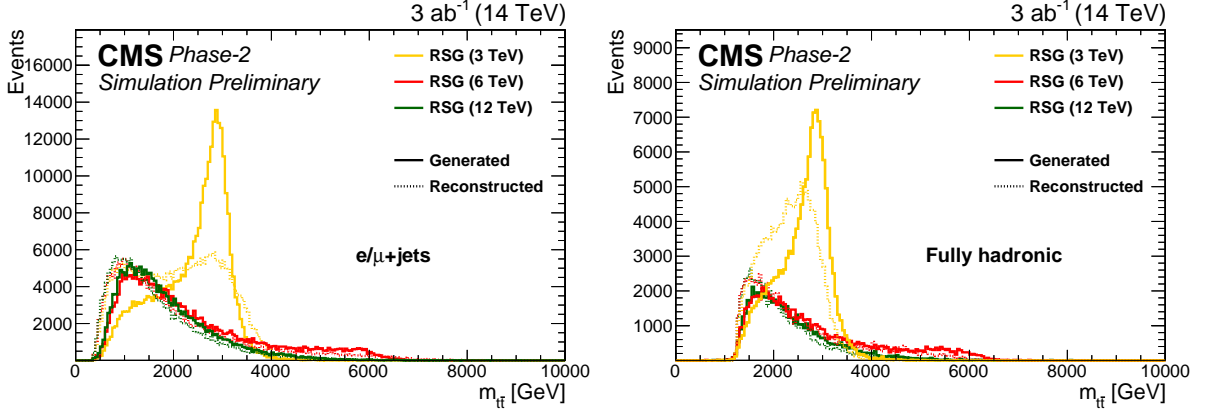 3 ab⁻¹ (14 TeV)
Events
CMS Phase-2
Simulation Preliminary
RSG (3 TeV)
RSG (6 TeV)
RSG (12 TeV)
Generated
Reconstructed
e/μ+jets
16000
14000
12000
10000
8000
6000
4000
2000
0 2000 4000 6000 8000 10000
m_tt̄ [GeV]
3 ab⁻¹ (14 TeV)
Events
CMS Phase-2
Simulation Preliminary
RSG (3 TeV)
RSG (6 TeV)
RSG (12 TeV)
Generated
Reconstructed
Fully hadronic
9000
8000
7000
6000
5000
4000
3000
2000
1000
0 2000 4000 6000 8000 10000
m_tt̄ [GeV]